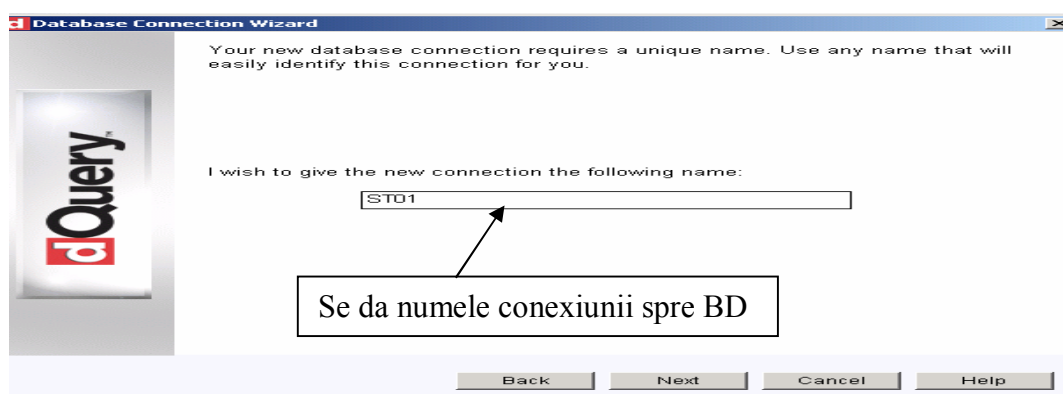 Database Connection Wizard
Your new database connection requires a unique name. Use any name that will
easily identify this connection for you.
dQuery
I wish to give the new connection the following name:
ST01
Se da numele conexiunii spre BD
Back Next Cancel Help